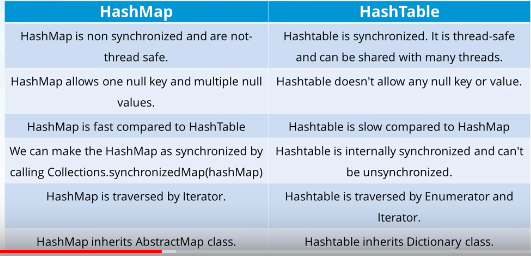 HashMap
HashTable
HashMap is non synchronized and are not-
thread safe.
Hashtable is synchronized. It is thread-safe
and can be shared with many threads.
HashMap allows one null key and multiple null
values.
Hashtable doesn't allow any null key or value.
HashMap is fast compared to HashTable
Hashtable is slow compared to HashMap
We can make the HashMap as synchronized by
calling Collections.synchronizedMap(hashMap)
Hashtable is internally synchronized and can't
be unsynchronized.
HashMap is traversed by Iterator.
Hashtable is traversed by Enumerator and
Iterator.
HashMap inherits AbstractMap class.
Hashtable inherits Dictionary class.